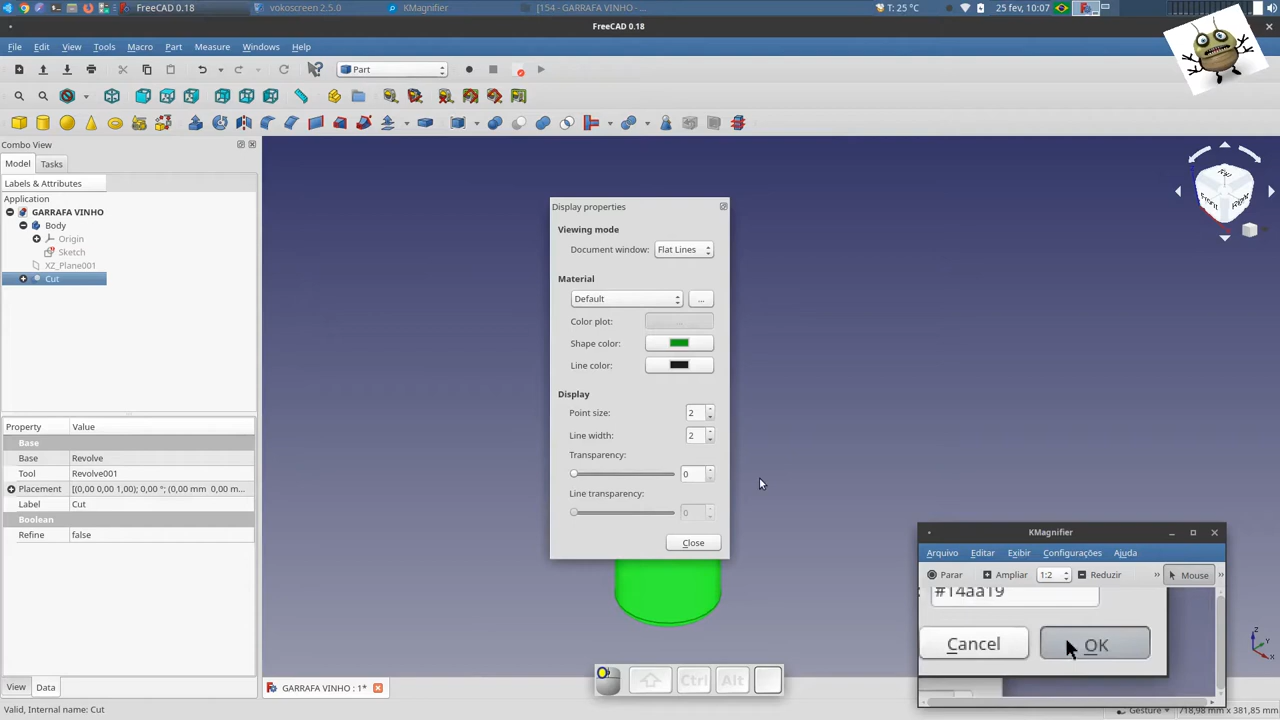 FreeCAD 0.18
vokoscreen 2.5.0
KMagnifier
[154 - GARRAFA VINHO - ...
T: 25 °C
25 fev, 10:07
FreeCAD 0.18
File Edit View Tools Macro Part Measure Windows Help
Part
Combo View
Model Tasks
Labels & Attributes
Application
GARRAFA VINHO
Body
Origin
Sketch
XZ_Plane001
Cut
Property Value
Base
Base Revolve
Tool Revolve001
Placement [(0,00 0,00 1,00); 0,00 °; (0,00 mm 0,00 m...
Label Cut
Boolean
Refine false
View Data
Valid, Internal name: Cut
Display properties
Viewing mode
Document window: Flat Lines
Material
Default ...
Color plot: ...
Shape color:
Line color:
Display
Point size: 2
Line width: 2
Transparency:
0
Line transparency:
0
Close
FRONT RIGHT
Z
X
KMagnifier
Arquivo Editar Exibir Configurações Ajuda
Parar Ampliar 1:2 Reduzir » Mouse »
: #14aa19
Cancel OK
Ctrl Alt
GARRAFA VINHO : 1*
Gesture 718,98 mm x 381,85 mm